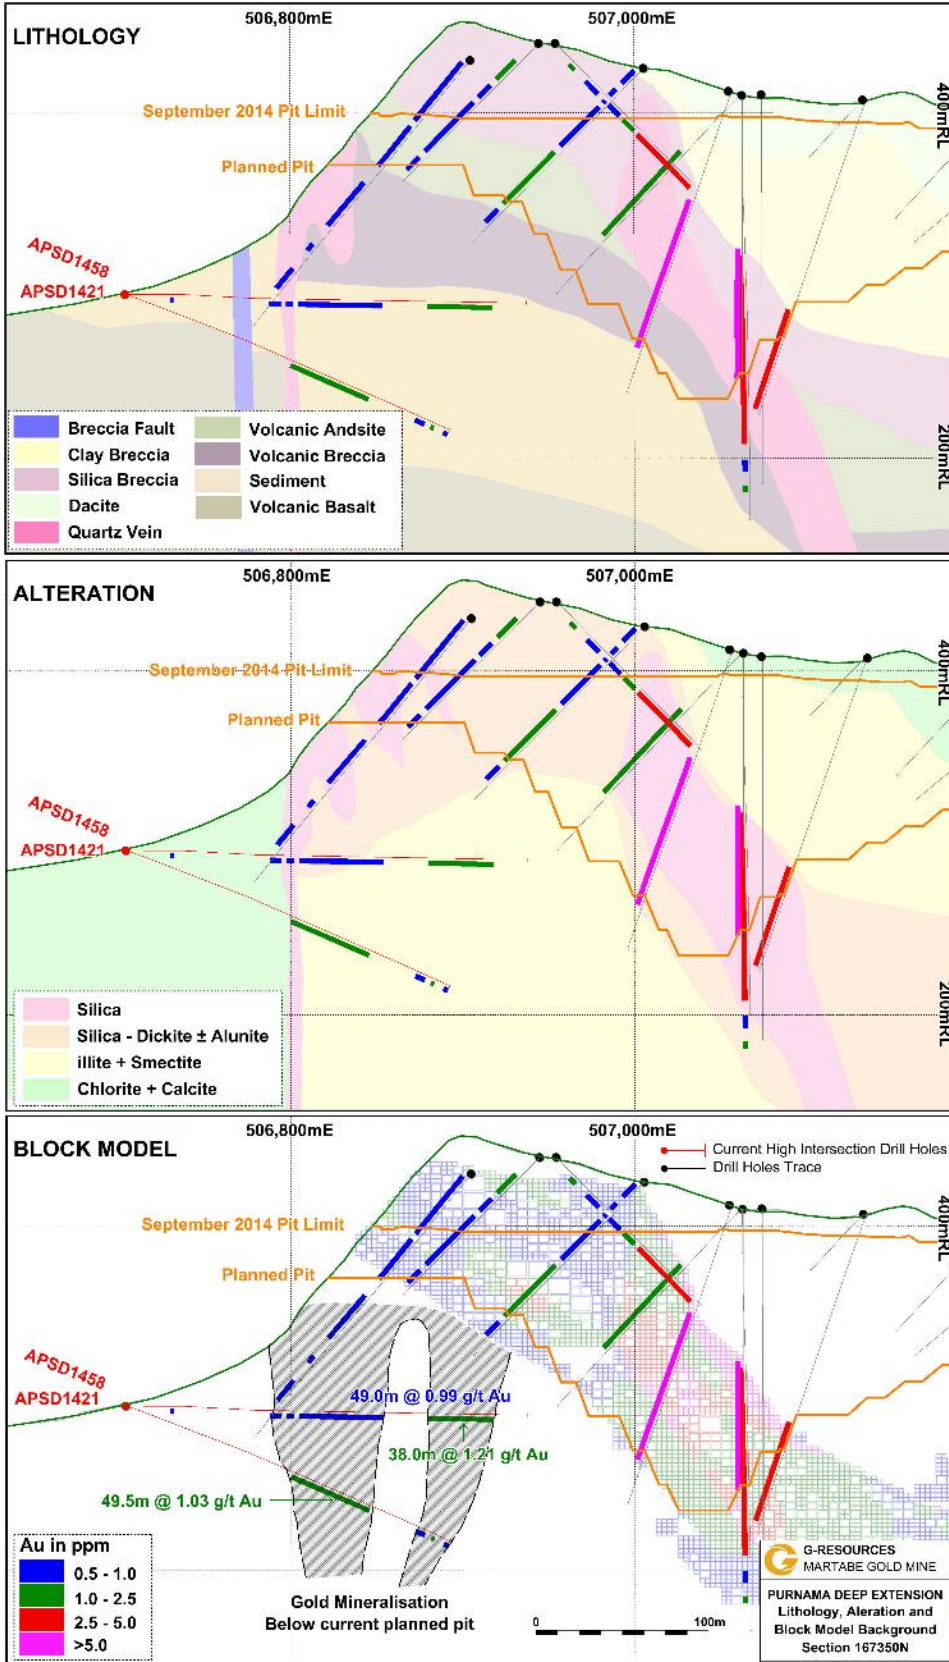 506,800mE
507,000mE
LITHOLOGY
September 2014 Pit Limit
400mRL
Planned Pit
APSD1458
APSD1421
200mRL
Breccia Fault
Clay Breccia
Silica Breccia
Dacite
Quartz Vein
Volcanic Andsite
Volcanic Breccia
Sediment
Volcanic Basalt
506,800mE
507,000mE
ALTERATION
September 2014 Pit Limit
400mRL
Planned Pit
APSD1458
APSD1421
200mRL
Silica
Silica - Dickite ± Alunite
illite + Smectite
Chlorite + Calcite
506,800mE
507,000mE
BLOCK MODEL
Current High Intersection Drill Holes
Drill Holes Trace
September 2014 Pit Limit
400mRL
Planned Pit
APSD1458
APSD1421
49.0m @ 0.99 g/t Au
38.0m @ 1.21 g/t Au
49.5m @ 1.03 g/t Au
Au in ppm
0.5 - 1.0
1.0 - 2.5
2.5 - 5.0
>5.0
Gold Mineralisation
Below current planned pit
0 100m
G-RESOURCES
MARTABE GOLD MINE
PURNAMA DEEP EXTENSION
Lithology, Aleration and
Block Model Background
Section 167350N